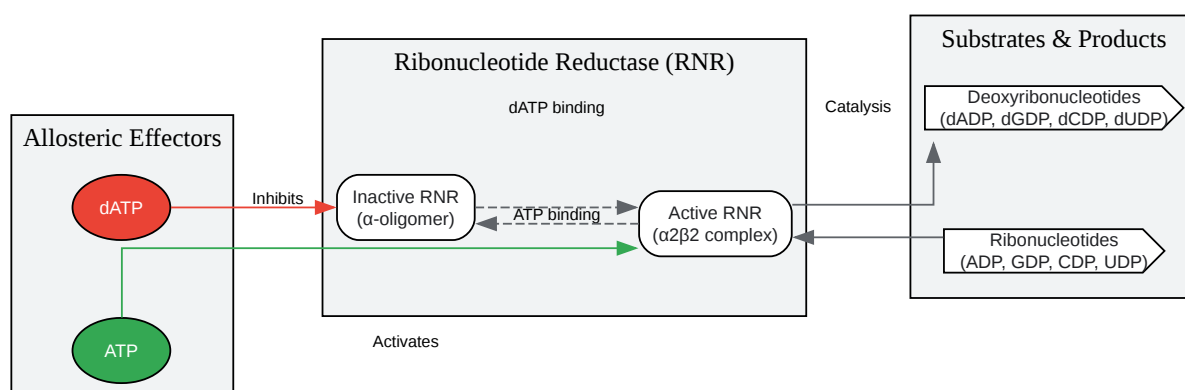 Allosteric Effectors
dATP
ATP
Inhibits
Ribonucleotide Reductase (RNR)
dATP binding
Inactive RNR
(α-oligomer)
ATP binding
Active RNR
(α2β2 complex)
Activates
Catalysis
Substrates & Products
Deoxyribonucleotides
(dADP, dGDP, dCDP, dUDP)
Ribonucleotides
(ADP, GDP, CDP, UDP)